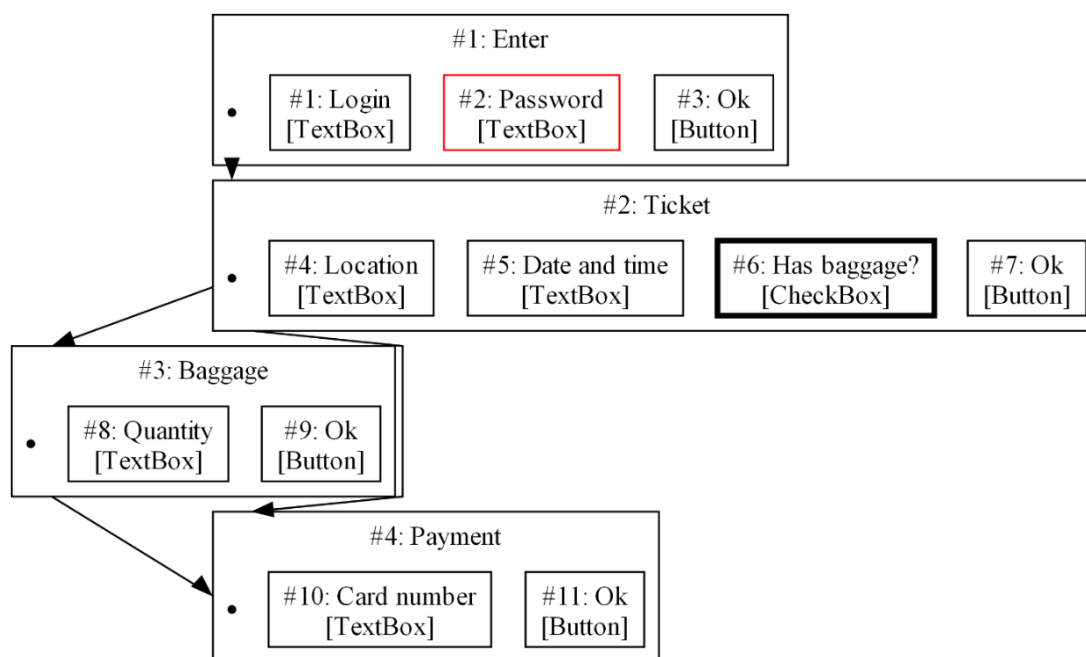 #1: Enter
#1: Login
[TextBox]
#2: Password
[TextBox]
#3: Ok
[Button]
#2: Ticket
#4: Location
[TextBox]
#5: Date and time
[TextBox]
#6: Has baggage?
[CheckBox]
#7: Ok
[Button]
#3: Baggage
#8: Quantity
[TextBox]
#9: Ok
[Button]
#4: Payment
#10: Card number
[TextBox]
#11: Ok
[Button]